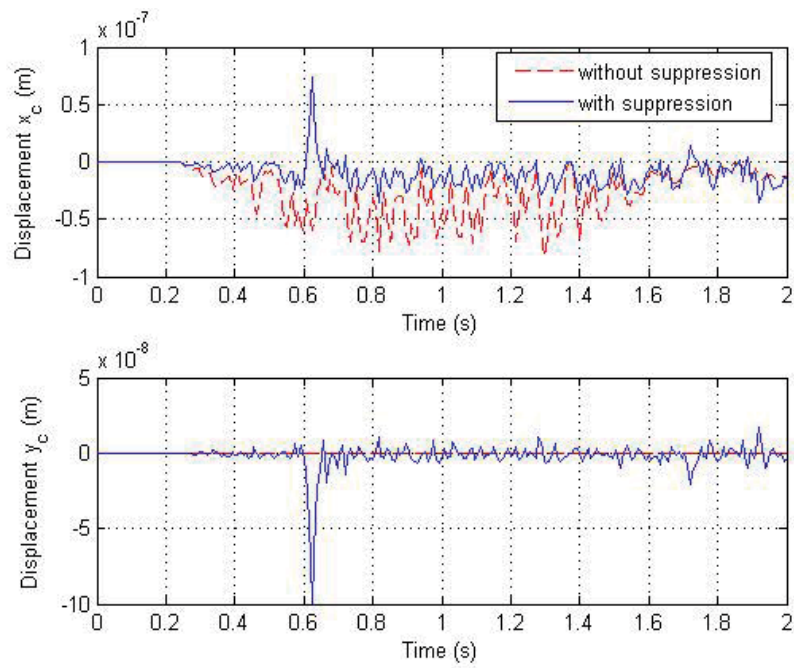 x 10^-7
1
0.5
0
-0.5
-1
Displacement x_c (m)
without suppression
with suppression
0 0.2 0.4 0.6 0.8 1 1.2 1.4 1.6 1.8 2
Time (s)
x 10^-8
5
0
-5
-10
Displacement y_c (m)
0 0.2 0.4 0.6 0.8 1 1.2 1.4 1.6 1.8 2
Time (s)